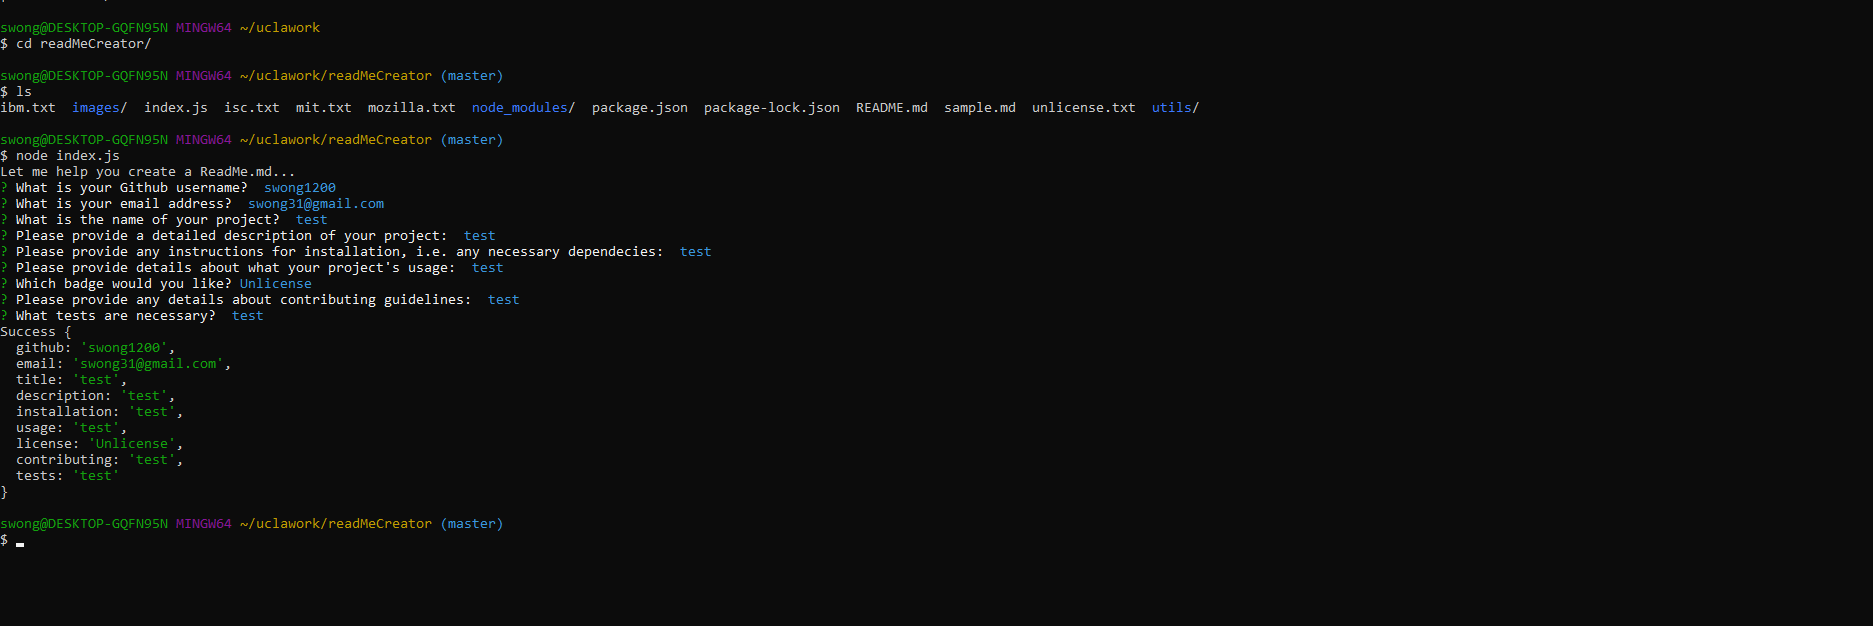 swong@DESKTOP-GQFN95N MINGW64 ~/uclawork
$ cd readMeCreator/
swong@DESKTOP-GQFN95N MINGW64 ~/uclawork/readMeCreator (master)
$ ls
ibm.txt  images/  index.js  isc.txt  mit.txt  mozilla.txt  node_modules/  package.json  package-lock.json  README.md  sample.md  unlicense.txt  utils/
swong@DESKTOP-GQFN95N MINGW64 ~/uclawork/readMeCreator (master)
$ node index.js
Let me help you create a ReadMe.md...
? What is your Github username?  swong1200
? What is your email address?  swong31@gmail.com
? What is the name of your project?  test
? Please provide a detailed description of your project:  test
? Please provide any instructions for installation, i.e. any necessary dependecies:  test
? Please provide details about what your project's usage:  test
? Which badge would you like? Unlicense
? Please provide any details about contributing guidelines:  test
? What tests are necessary?  test
Success {
  github: 'swong1200',
  email: 'swong31@gmail.com',
  title: 'test',
  description: 'test',
  installation: 'test',
  usage: 'test',
  license: 'Unlicense',
  contributing: 'test',
  tests: 'test'
}
swong@DESKTOP-GQFN95N MINGW64 ~/uclawork/readMeCreator (master)
$